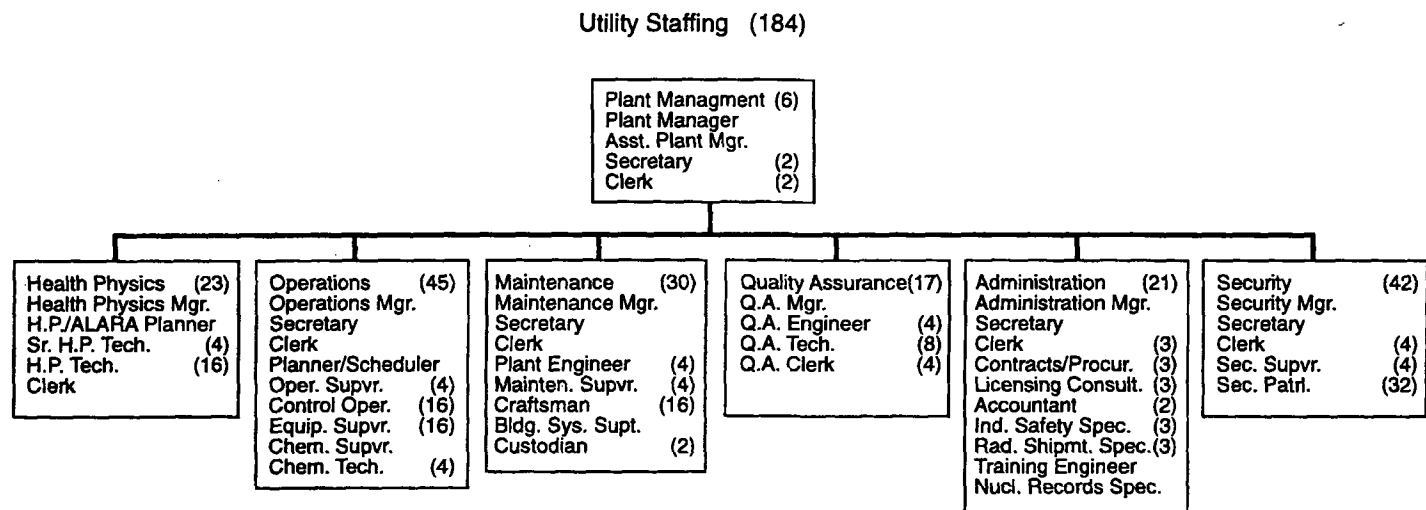 Utility Staffing (184)
Plant Managment (6)
Plant Manager
Asst. Plant Mgr.
Secretary (2)
Clerk (2)
Health Physics (23)
Health Physics Mgr.
H.P./ALARA Planner
Sr. H.P. Tech. (4)
H.P. Tech. (16)
Clerk
Operations (45)
Operations Mgr.
Secretary
Clerk
Planner/Scheduler
Oper. Supvr. (4)
Control Oper. (16)
Equip. Supvr. (16)
Chem. Supvr.
Chem. Tech. (4)
Maintenance (30)
Maintenance Mgr.
Secretary
Clerk
Plant Engineer (4)
Mainten. Supvr. (4)
Craftsman (16)
Bldg. Sys. Supt.
Custodian (2)
Quality Assurance(17)
Q.A. Mgr.
Q.A. Engineer (4)
Q.A. Tech. (8)
Q.A. Clerk (4)
Administration (21)
Administration Mgr.
Secretary
Clerk (3)
Contracts/Procur. (3)
Licensing Consult. (3)
Accountant (2)
Ind. Safety Spec. (3)
Rad. Shipmt. Spec.(3)
Training Engineer
Nucl. Records Spec.
Security (42)
Security Mgr.
Secretary
Clerk (4)
Sec. Supvr. (4)
Sec. Patrl. (32)